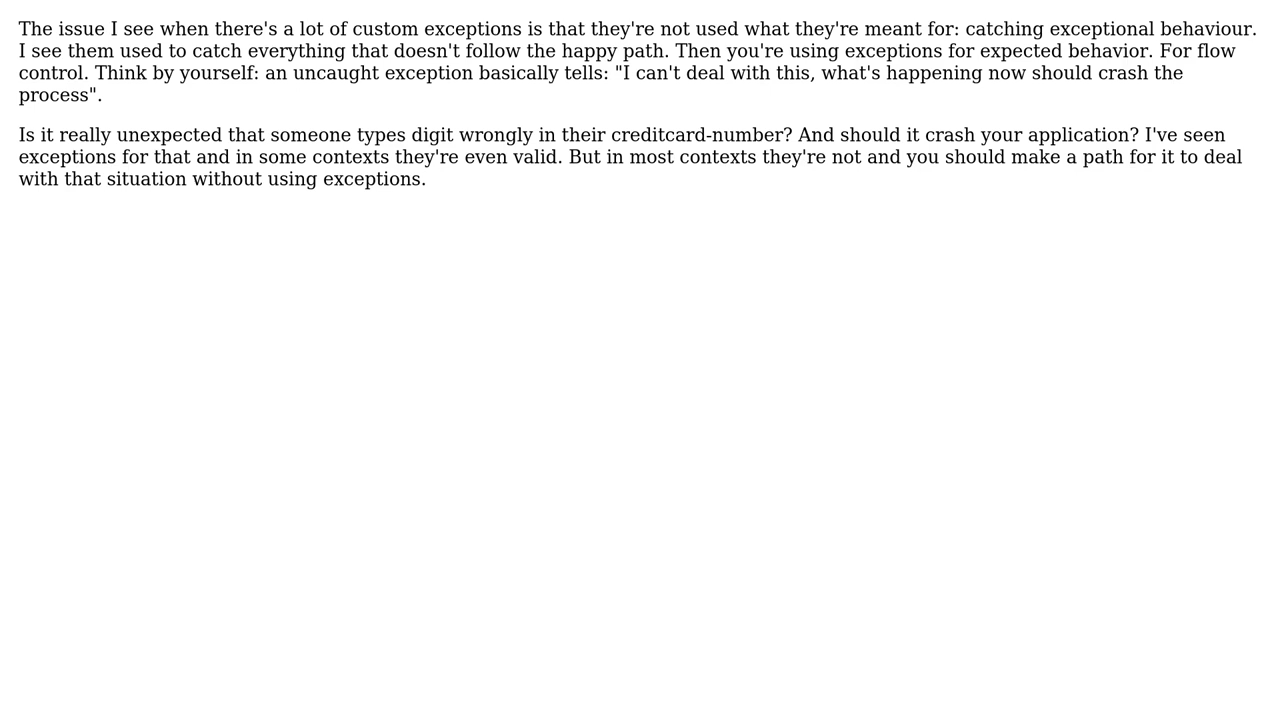 The issue I see when there's a lot of custom exceptions is that they're not used what they're meant for: catching exceptional behaviour.
I see them used to catch everything that doesn't follow the happy path. Then you're using exceptions for expected behavior. For flow
control. Think by yourself: an uncaught exception basically tells: "I can't deal with this, what's happening now should crash the
process".
Is it really unexpected that someone types digit wrongly in their creditcard-number? And should it crash your application? I've seen
exceptions for that and in some contexts they're even valid. But in most contexts they're not and you should make a path for it to deal
with that situation without using exceptions.